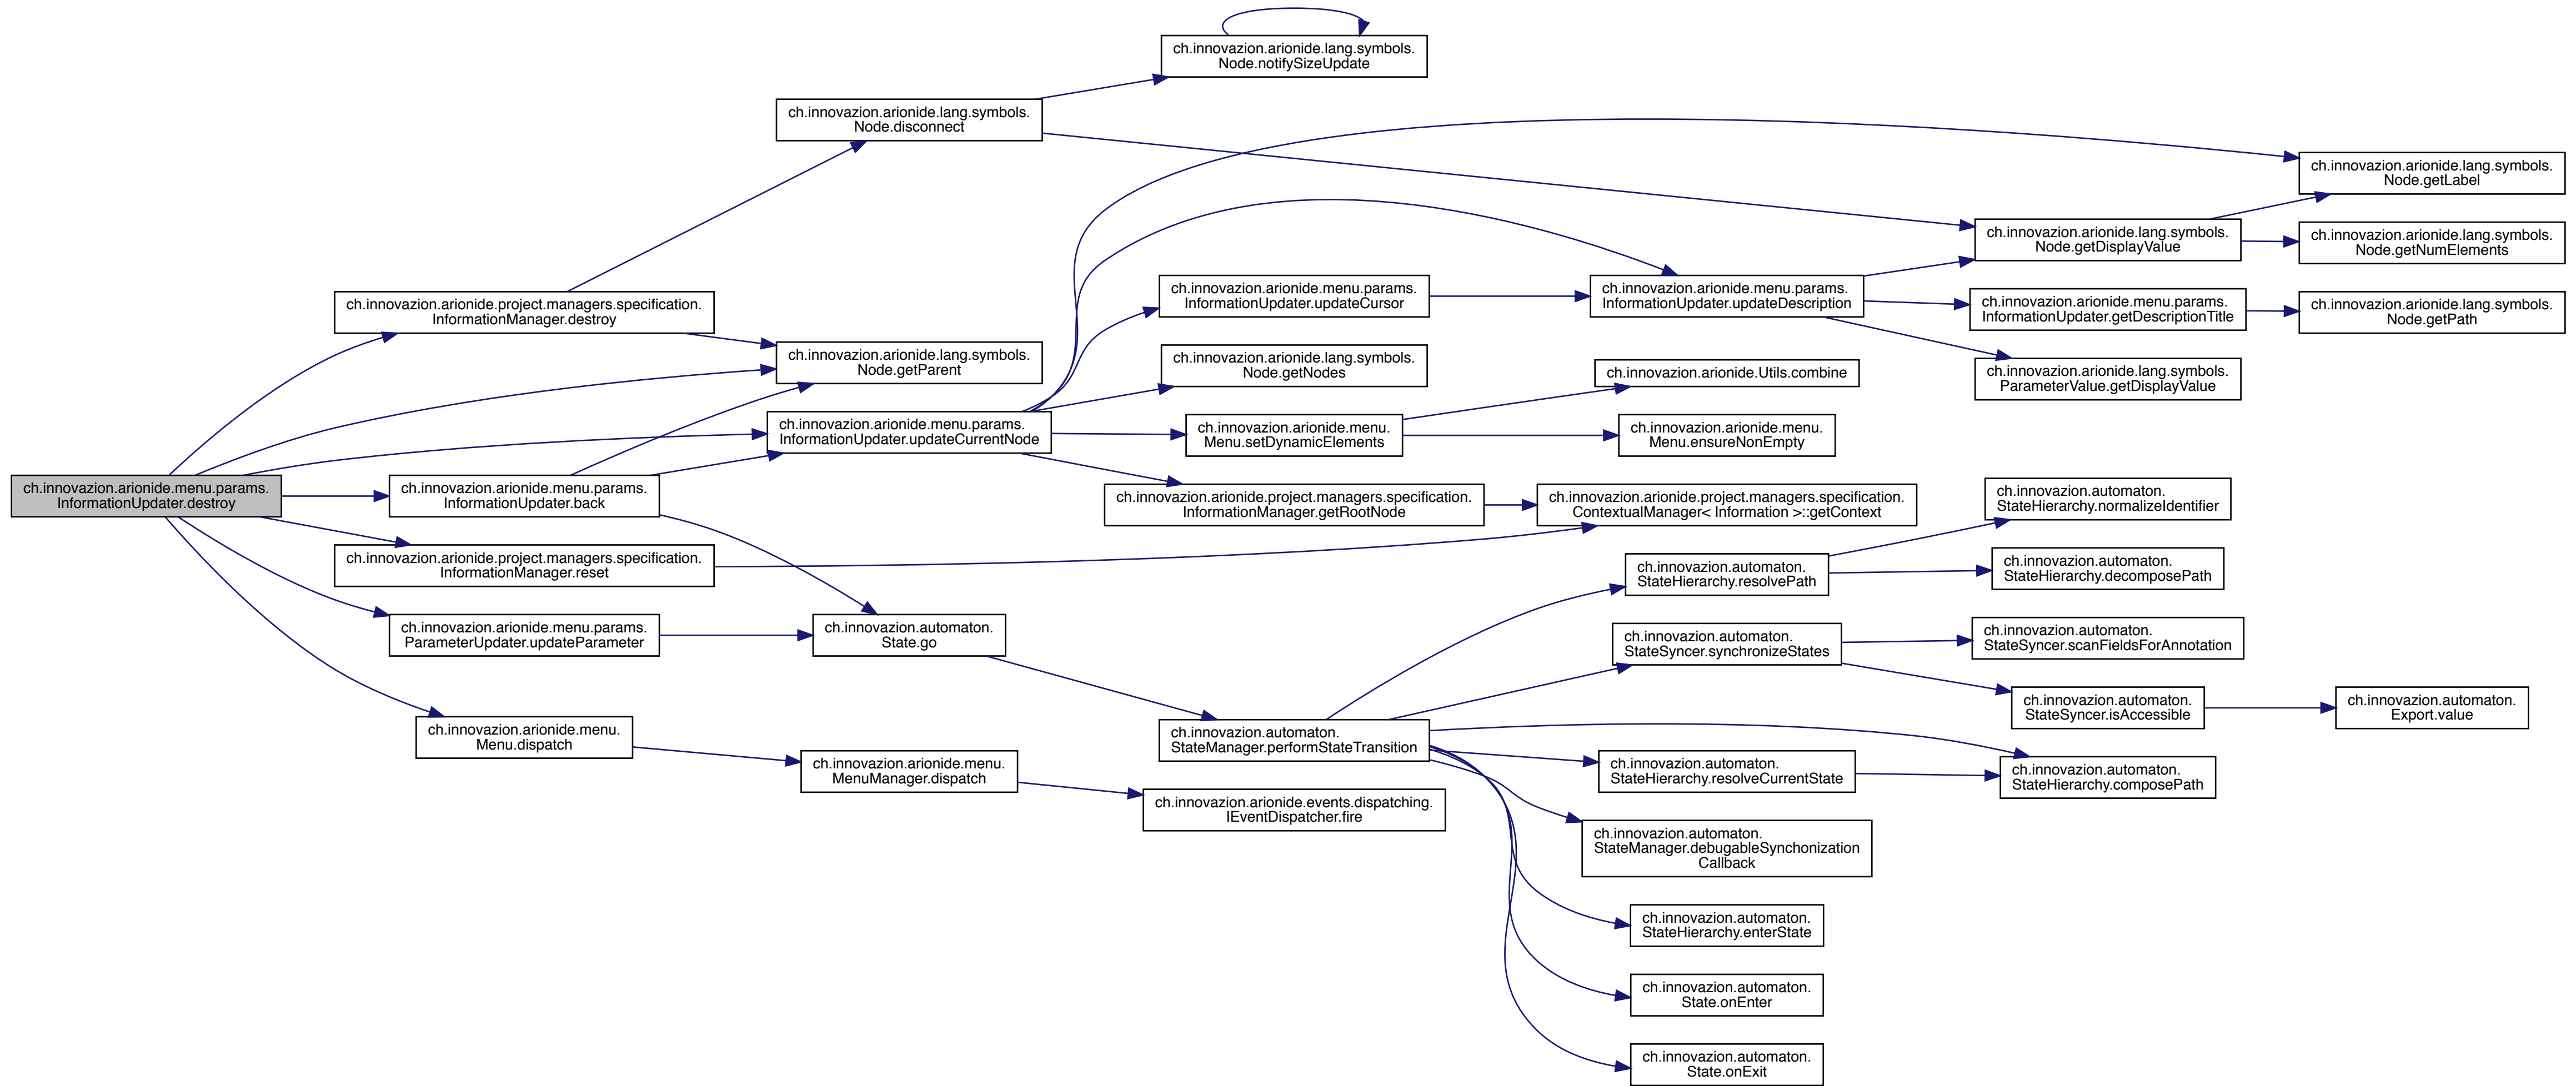 ch.innovazion.arionide.menu.params.
InformationUpdater.destroy
ch.innovazion.arionide.project.managers.specification.
InformationManager.destroy
ch.innovazion.arionide.menu.params.
InformationUpdater.back
ch.innovazion.arionide.project.managers.specification.
InformationManager.reset
ch.innovazion.arionide.menu.params.
ParameterUpdater.updateParameter
ch.innovazion.arionide.menu.
Menu.dispatch
ch.innovazion.arionide.lang.symbols.
Node.disconnect
ch.innovazion.arionide.lang.symbols.
Node.getParent
ch.innovazion.arionide.menu.params.
InformationUpdater.updateCurrentNode
ch.innovazion.automaton.
State.go
ch.innovazion.arionide.menu.
MenuManager.dispatch
ch.innovazion.arionide.lang.symbols.
Node.notifySizeUpdate
ch.innovazion.arionide.menu.params.
InformationUpdater.updateCursor
ch.innovazion.arionide.lang.symbols.
Node.getNodes
ch.innovazion.arionide.menu.
Menu.setDynamicElements
ch.innovazion.arionide.project.managers.specification.
InformationManager.getRootNode
ch.innovazion.automaton.
StateManager.performStateTransition
ch.innovazion.arionide.events.dispatching.
IEventDispatcher.fire
ch.innovazion.arionide.menu.params.
InformationUpdater.updateDescription
ch.innovazion.arionide.Utils.combine
ch.innovazion.arionide.menu.
Menu.ensureNonEmpty
ch.innovazion.arionide.project.managers.specification.
ContextualManager< Information >::getContext
ch.innovazion.automaton.
StateHierarchy.resolvePath
ch.innovazion.automaton.
StateSyncer.synchronizeStates
ch.innovazion.automaton.
StateHierarchy.resolveCurrentState
ch.innovazion.automaton.
StateManager.debugableSynchonization
Callback
ch.innovazion.automaton.
StateHierarchy.enterState
ch.innovazion.automaton.
State.onEnter
ch.innovazion.automaton.
State.onExit
ch.innovazion.arionide.lang.symbols.
Node.getDisplayValue
ch.innovazion.arionide.menu.params.
InformationUpdater.getDescriptionTitle
ch.innovazion.arionide.lang.symbols.
ParameterValue.getDisplayValue
ch.innovazion.automaton.
StateHierarchy.normalizeIdentifier
ch.innovazion.automaton.
StateHierarchy.decomposePath
ch.innovazion.automaton.
StateSyncer.scanFieldsForAnnotation
ch.innovazion.automaton.
StateSyncer.isAccessible
ch.innovazion.automaton.
StateHierarchy.composePath
ch.innovazion.arionide.lang.symbols.
Node.getLabel
ch.innovazion.arionide.lang.symbols.
Node.getNumElements
ch.innovazion.arionide.lang.symbols.
Node.getPath
ch.innovazion.automaton.
Export.value